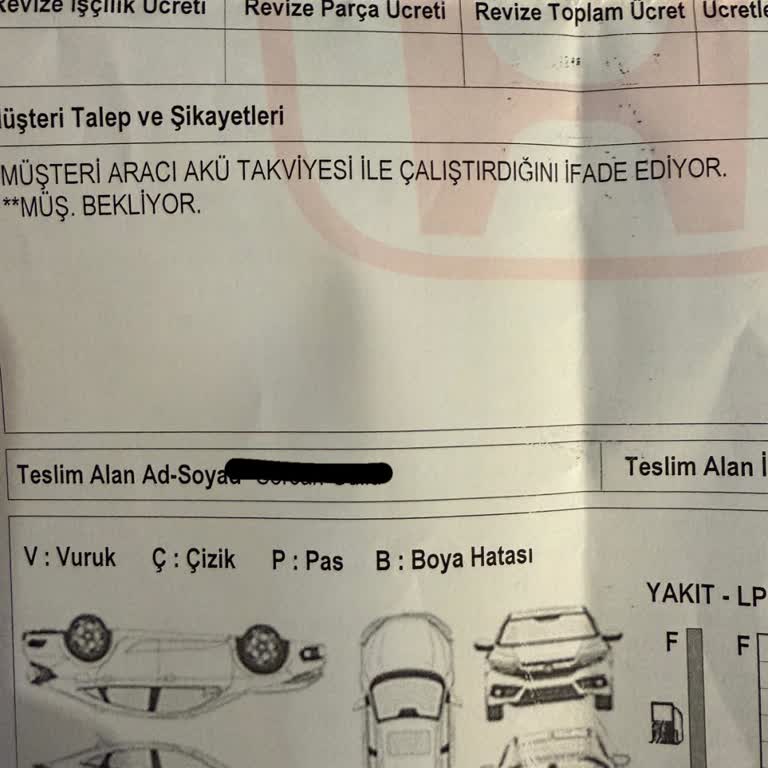 Revize İşçilik Ücreti Revize Parça Ücreti Revize Toplam Ücret
Müşteri Talep ve Şikayetleri
MÜŞTERİ ARACI AKÜ TAKVİYESİ İLE ÇALIŞTIRDIĞINI İFADE EDİYOR.
**MÜŞ. BEKLİYOR.
Teslim Alan Ad-Soyad Teslim Alan İ
V : Vuruk Ç : Çizik P : Pas B : Boya Hatası
YAKIT - LP
F F